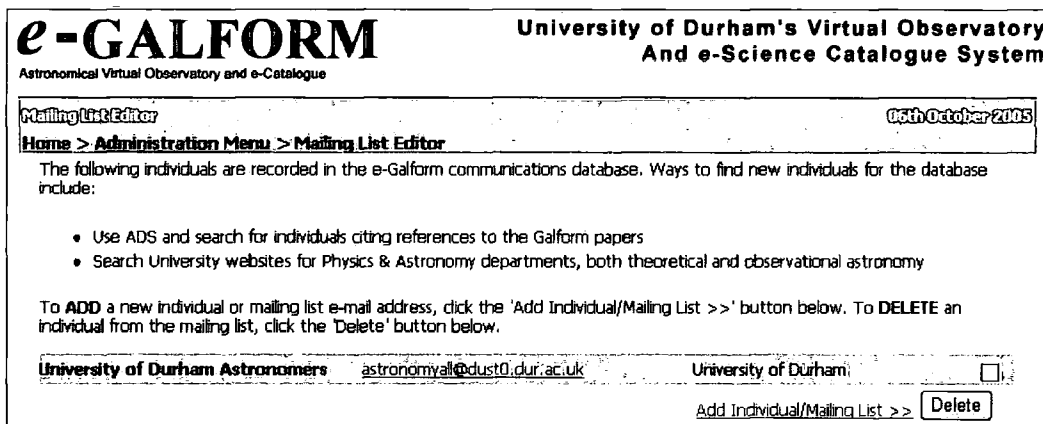 e-GALFORM
Astronomical Virtual Observatory and e-Catalogue
University of Durham's Virtual Observatory
And e-Science Catalogue System
Mailing List Editor 06th October 2005
Home > Administration Menu > Mailing List Editor
The following individuals are recorded in the e-Galform communications database. Ways to find new individuals for the database
include:
• Use ADS and search for individuals citing references to the Galform papers
• Search University websites for Physics & Astronomy departments, both theoretical and observational astronomy
To ADD a new individual or mailing list e-mail address, click the 'Add Individual/Mailing List >>' button below. To DELETE an
individual from the mailing list, click the 'Delete' button below.
University of Durham Astronomers astronomyall@dust0.dur.ac.uk University of Durham
Add Individual/Mailing List >> Delete